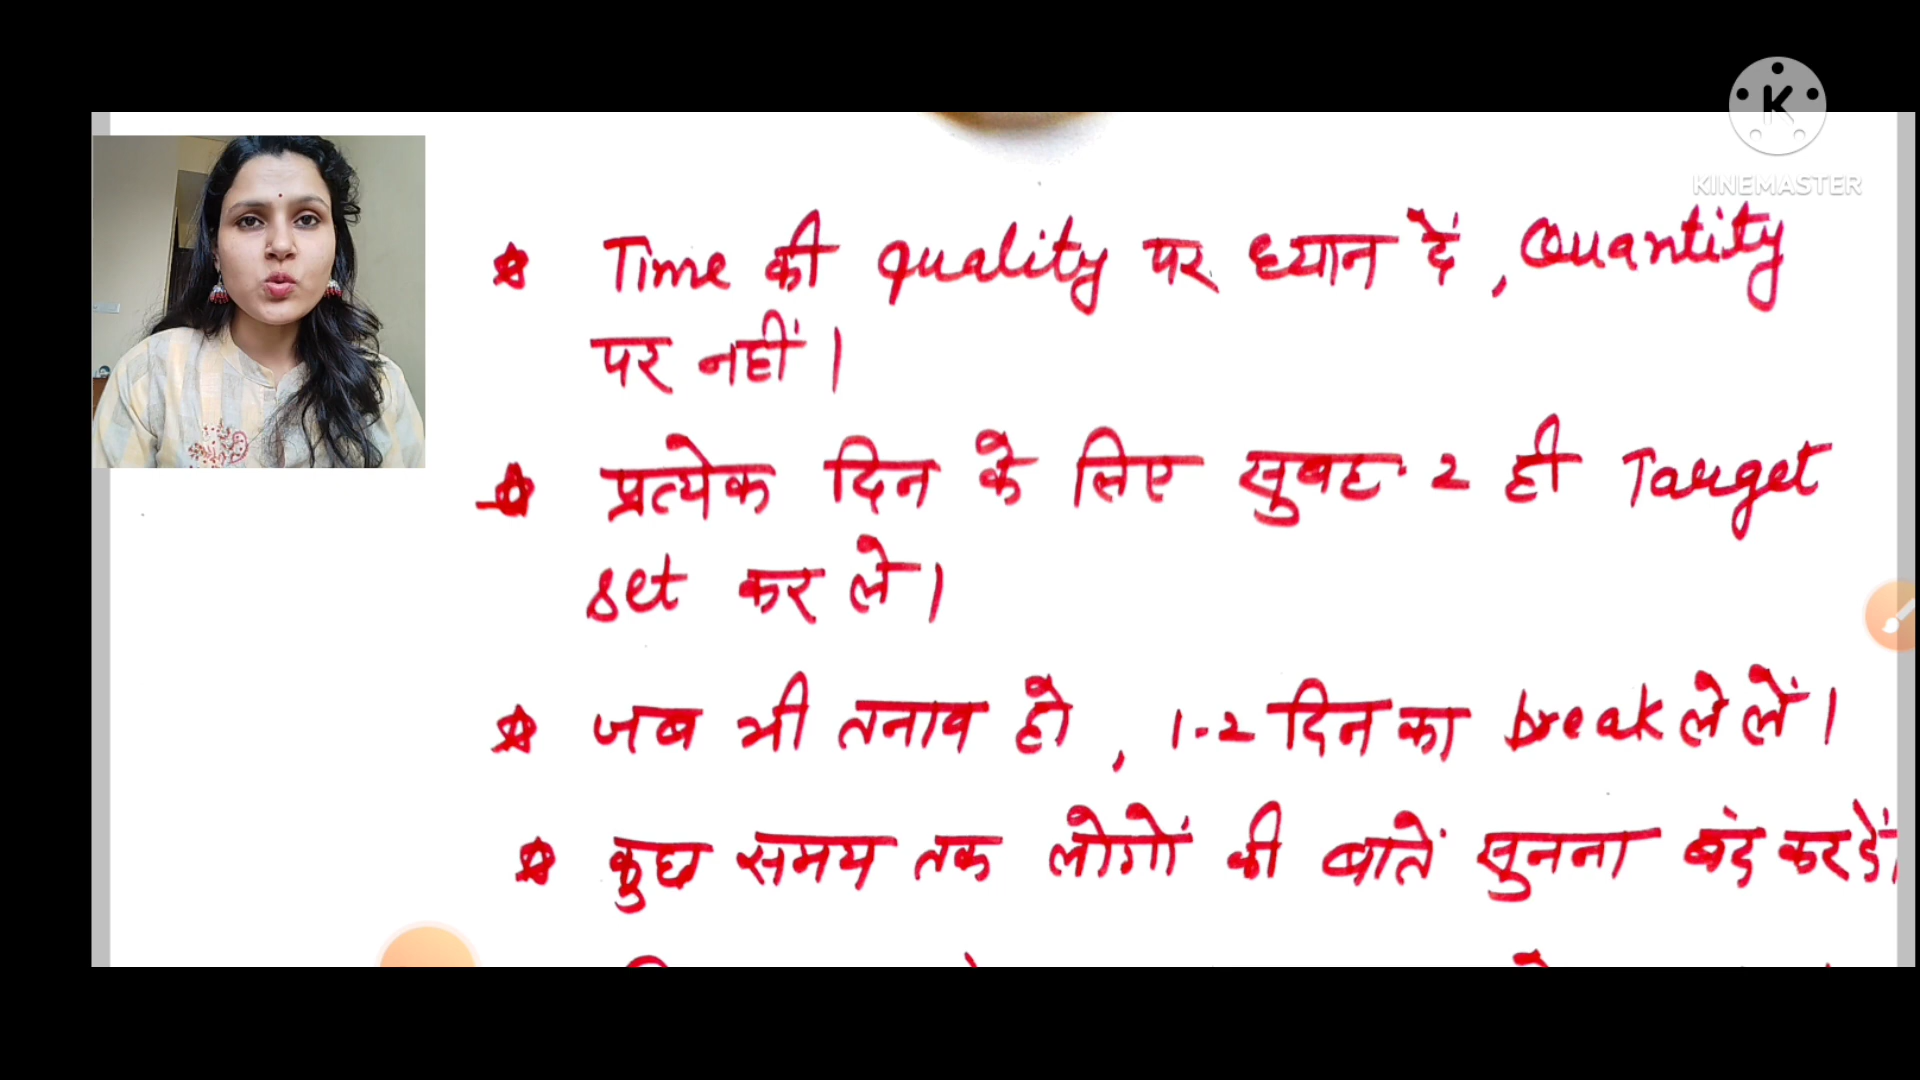 KINEMASTER
Time की quality पर ध्यान दें, Quantity
पर नहीं।
प्रत्येक दिन के लिए सुबह 2 ही Target
set कर ले।
जब भी तनाव हो, 1-2 दिन का break ले लें।
कुछ समय तक लोगों की बातें सुनना बंद कर दें।